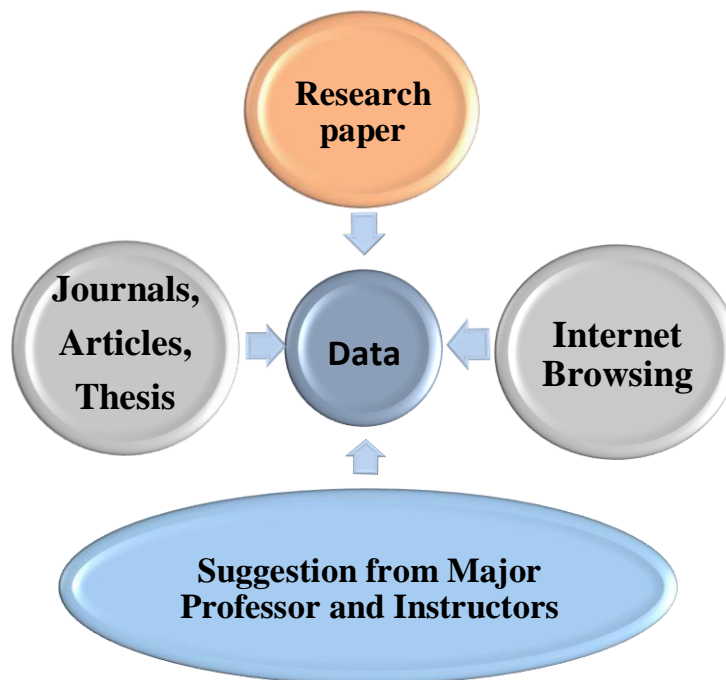 Research
paper
Journals,
Articles,
Thesis
Data
Internet
Browsing
Suggestion from Major
Professor and Instructors